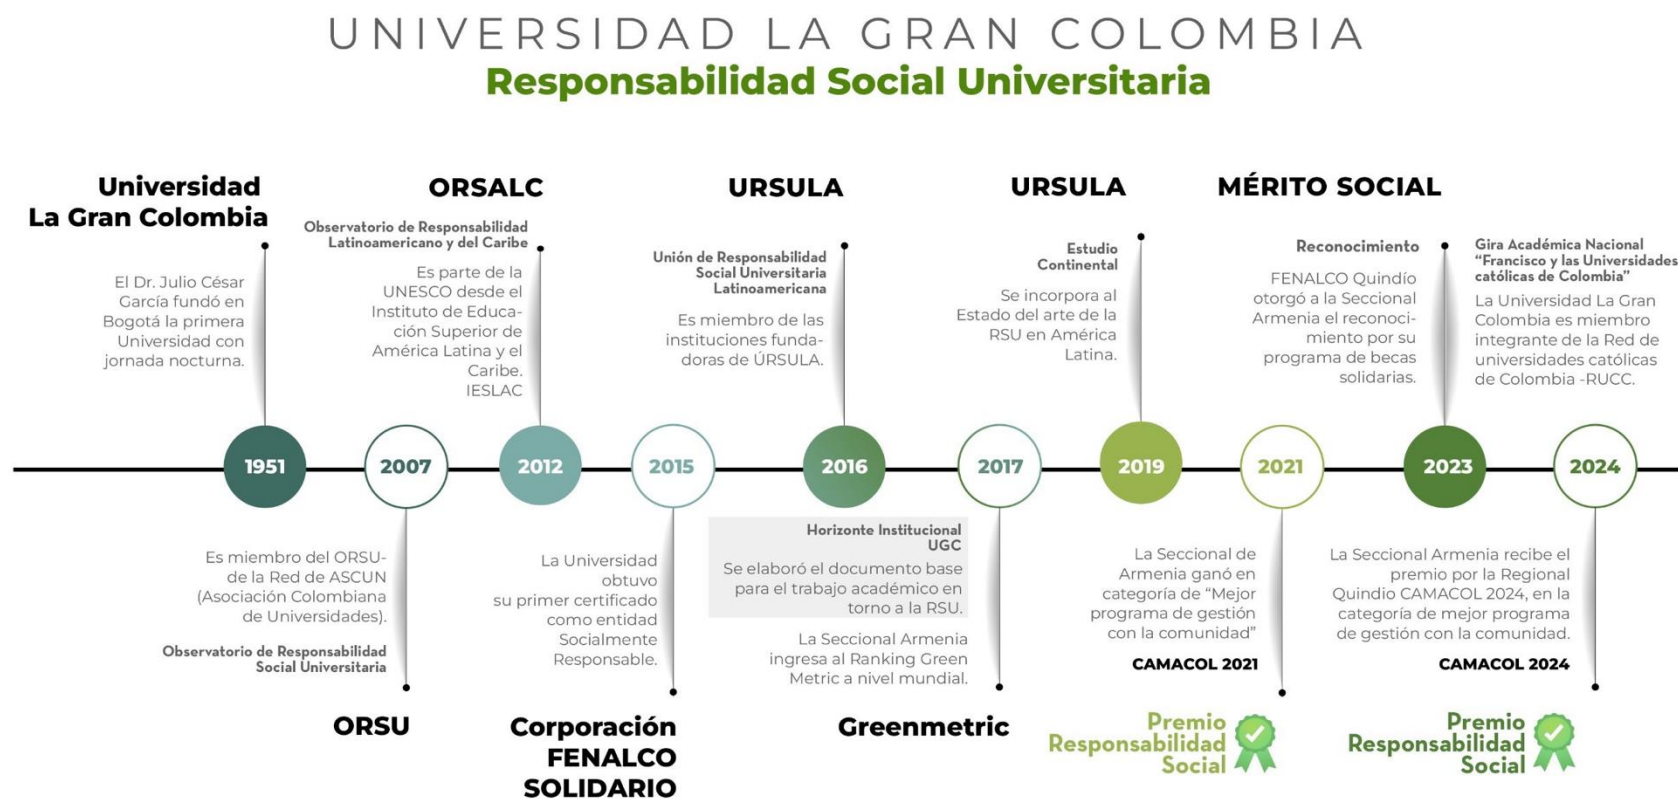 UNIVERSIDAD LA GRAN COLOMBIA
Responsabilidad Social Universitaria
Universidad
La Gran Colombia
El Dr. Julio César
García fundó en
Bogotá la primera
Universidad con
jornada nocturna.
1951
2007
Es miembro del ORSU-
de la Red de ASCUN
(Asociación Colombiana
de Universidades).
Observatorio de Responsabilidad
Social Universitaria
ORSU
ORSALC
Observatorio de Responsabilidad
Latinoamericano y del Caribe
Es parte de la
UNESCO desde el
Instituto de Educa-
ción Superior de
América Latina y el
Caribe.
IESLAC
2012
2015
La Universidad
obtuvo
su primer certificado
como entidad
Socialmente
Responsable.
Corporación
FENALCO
SOLIDARIO
URSULA
Unión de Responsabilidad
Social Universitaria
Latinoamericana
Es miembro de las
instituciones funda-
doras de ÚRSULA.
2016
2017
Horizonte Institucional
UGC
Se elaboró el documento base
para el trabajo académico en
torno a la RSU.
La Seccional Armenia
ingresa al Ranking Green
Metric a nivel mundial.
Greenmetric
URSULA
Estudio
Continental
Se incorpora al
Estado del arte de la
RSU en América
Latina.
2019
2021
La Seccional de
Armenia ganó en
categoría de “Mejor
programa de gestión
con la comunidad”
CAMACOL 2021
Premio
Responsabilidad
Social
MÉRITO SOCIAL
Reconocimiento
FENALCO Quindío
otorgó a la Seccional
Armenia el reconoci-
miento por su
programa de becas
solidarias.
2023
Gira Académica Nacional
“Francisco y las Universidades
católicas de Colombia”
La Universidad La Gran
Colombia es miembro
integrante de la Red de
universidades católicas
de Colombia -RUCC.
2024
La Seccional Armenia recibe el
premio por la Regional
Quindio CAMACOL 2024, en la
categoría de mejor programa
de gestión con la comunidad.
CAMACOL 2024
Premio
Responsabilidad
Social